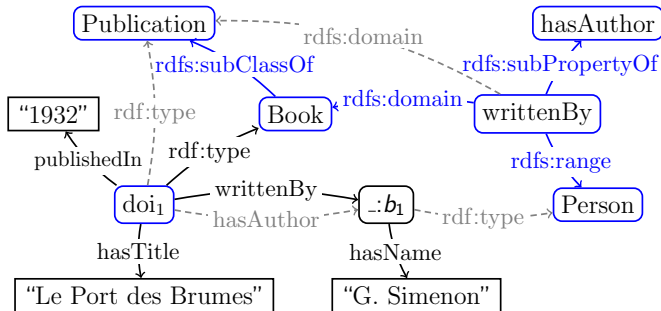 Publication
hasAuthor
rdfs:domain
rdfs:subClassOf
rdfs:subPropertyOf
"1932"
rdf:type
Book
rdfs:domain
writtenBy
publishedIn
rdf:type
rdfs:range
doi₁
writtenBy
_:b₁
Person
hasAuthor
rdf:type
hasTitle
hasName
"Le Port des Brumes"
"G. Simenon"